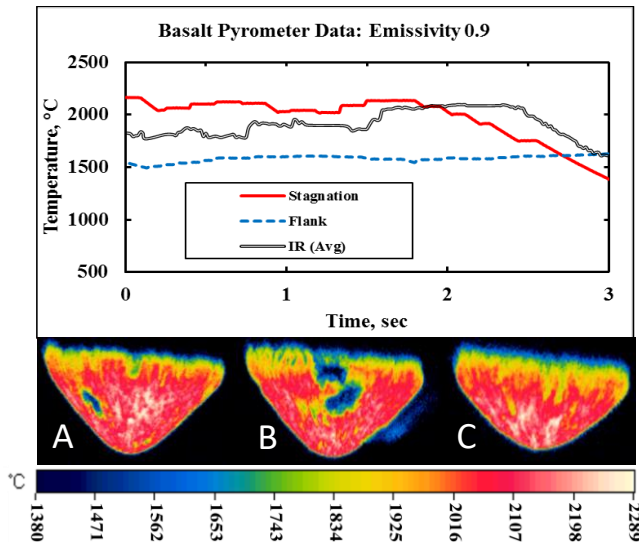 Basalt Pyrometer Data: Emissivity 0.9
Temperature, °C
2500
2000
1500
1000
500
Stagnation
Flank
IR (Avg)
0
1
2
3
Time, sec
A
B
C
°C
1380
1471
1562
1653
1743
1834
1925
2016
2107
2198
2289